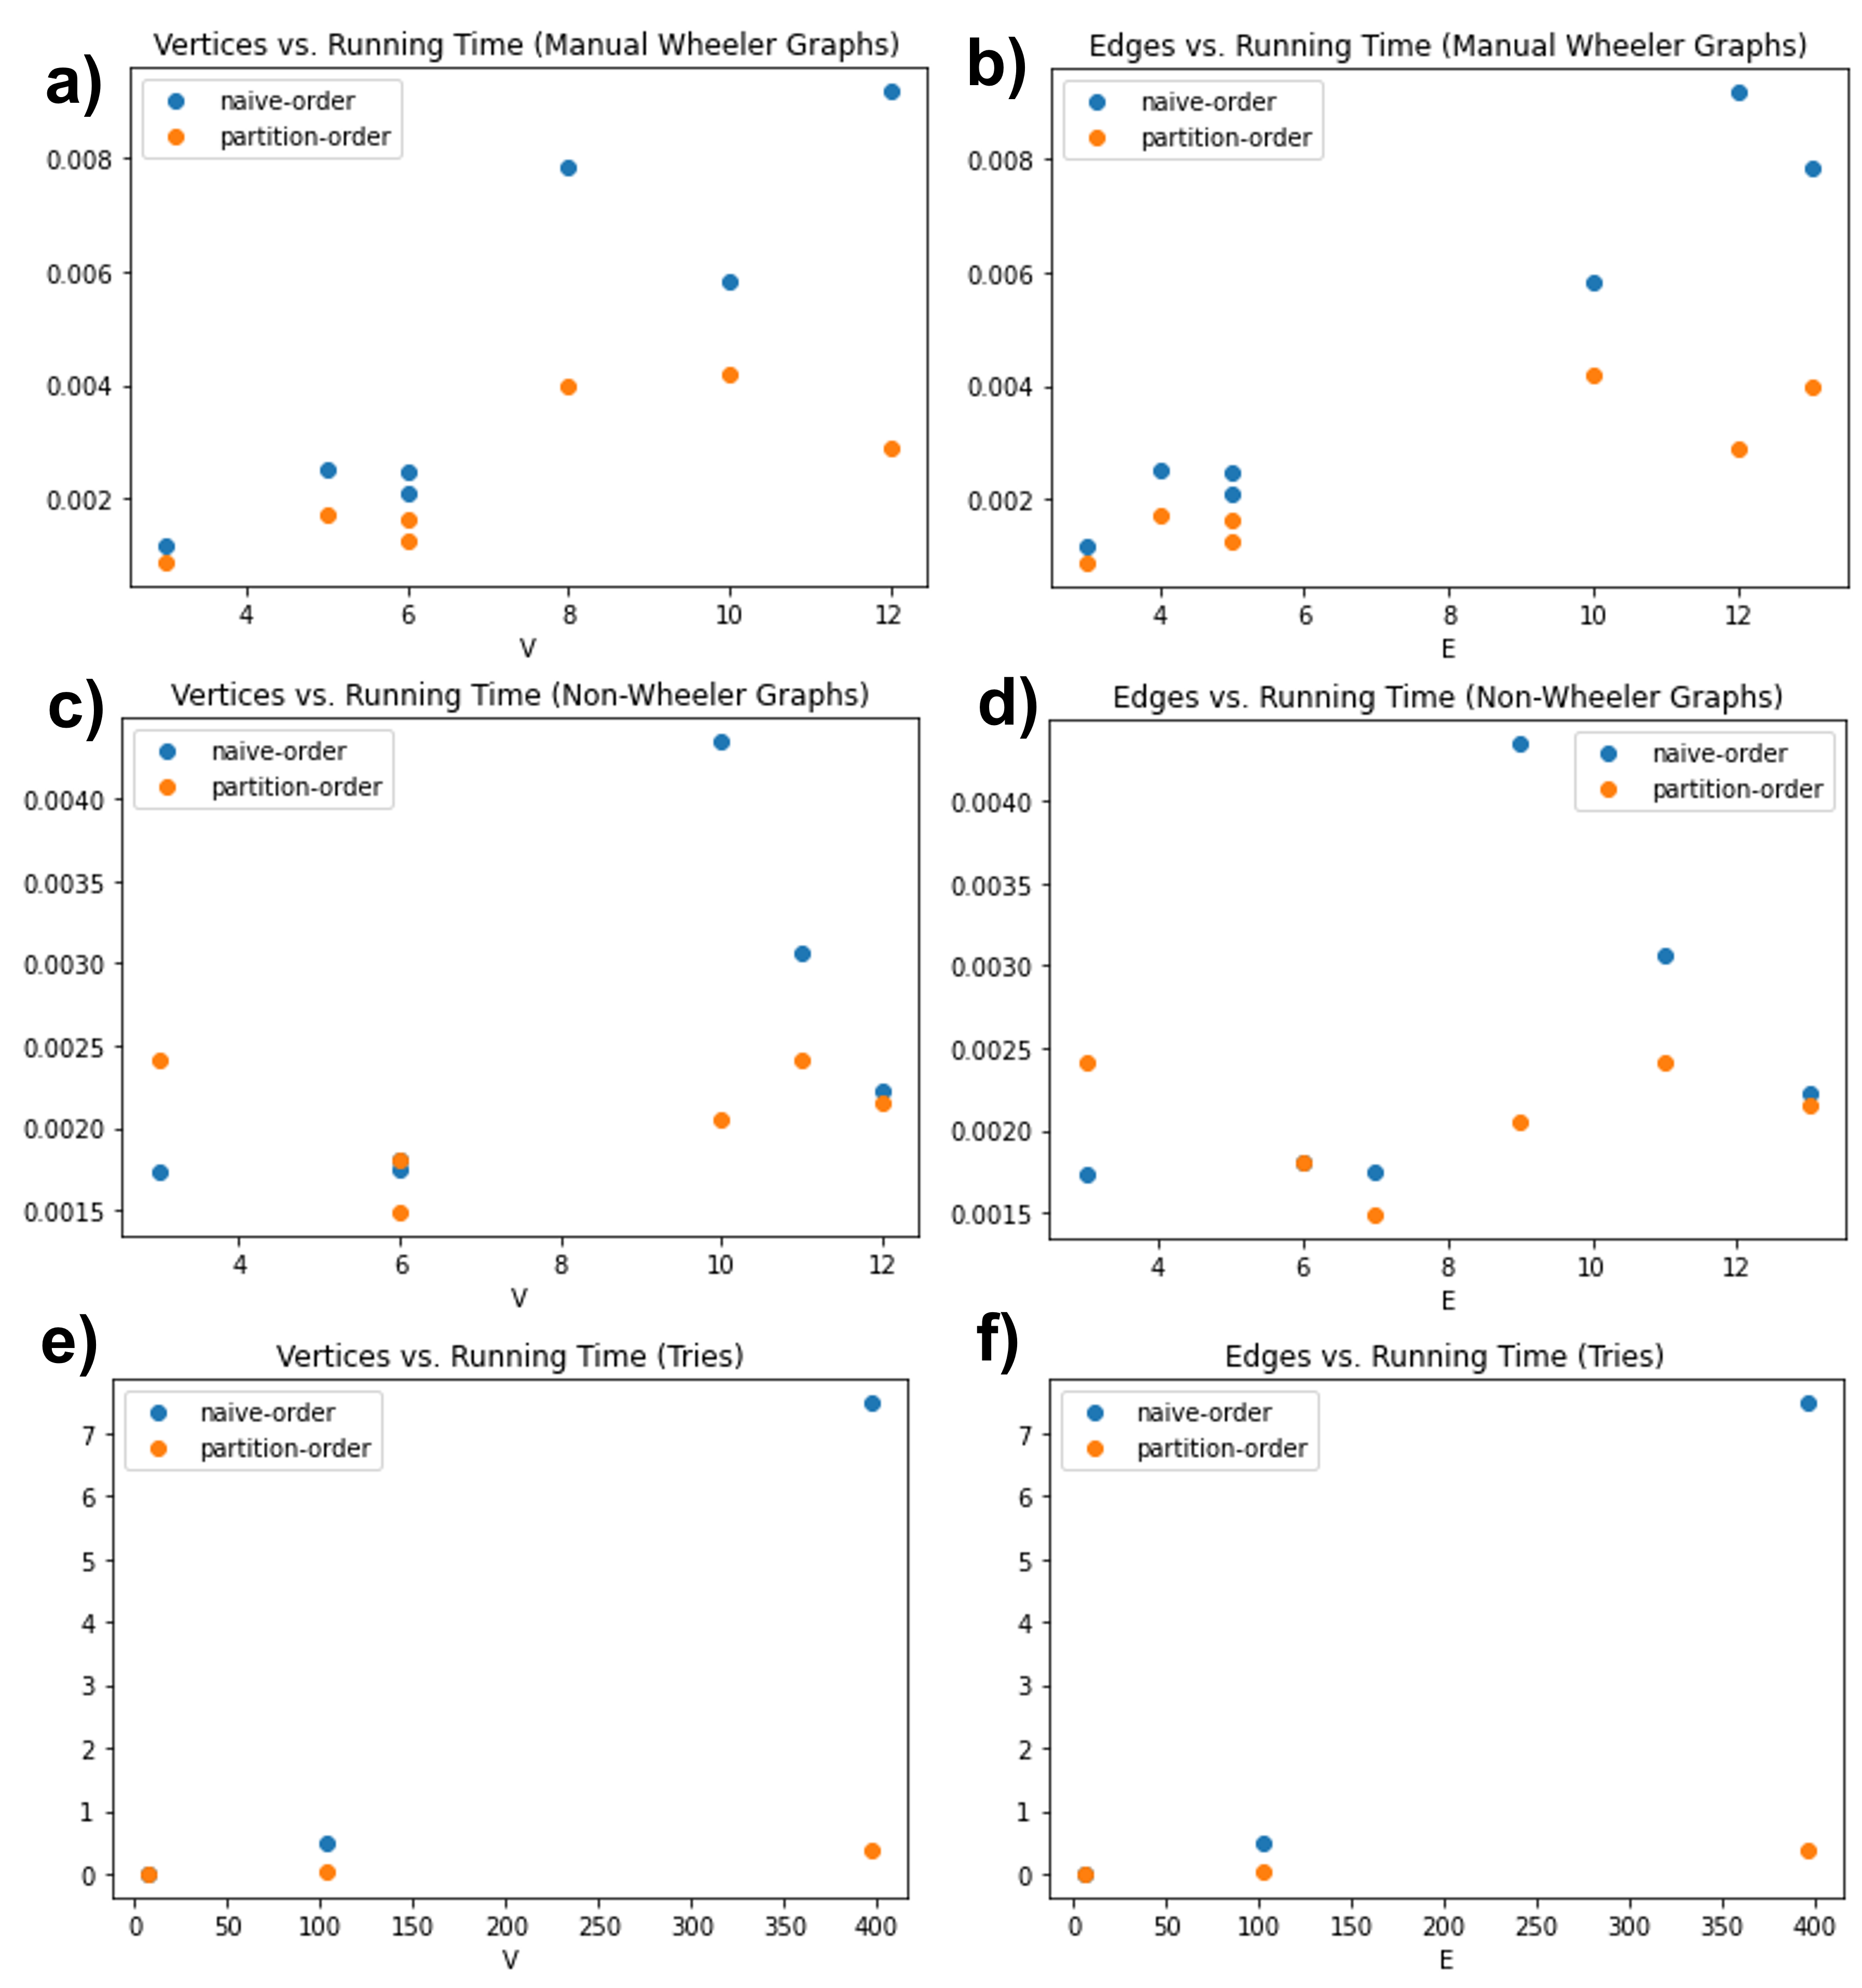 a)
Vertices vs. Running Time (Manual Wheeler Graphs)
naive-order
partition-order
0.008
0.006
0.004
0.002
4 6 8 10 12
V
b)
Edges vs. Running Time (Manual Wheeler Graphs)
naive-order
partition-order
0.008
0.006
0.004
0.002
4 6 8 10 12
E
c)
Vertices vs. Running Time (Non-Wheeler Graphs)
naive-order
partition-order
0.0040
0.0035
0.0030
0.0025
0.0020
0.0015
4 6 8 10 12
V
d)
Edges vs. Running Time (Non-Wheeler Graphs)
naive-order
partition-order
0.0040
0.0035
0.0030
0.0025
0.0020
0.0015
4 6 8 10 12
E
e)
Vertices vs. Running Time (Tries)
naive-order
partition-order
7
6
5
4
3
2
1
0
0 50 100 150 200 250 300 350 400
V
f)
Edges vs. Running Time (Tries)
naive-order
partition-order
7
6
5
4
3
2
1
0
0 50 100 150 200 250 300 350 400
E